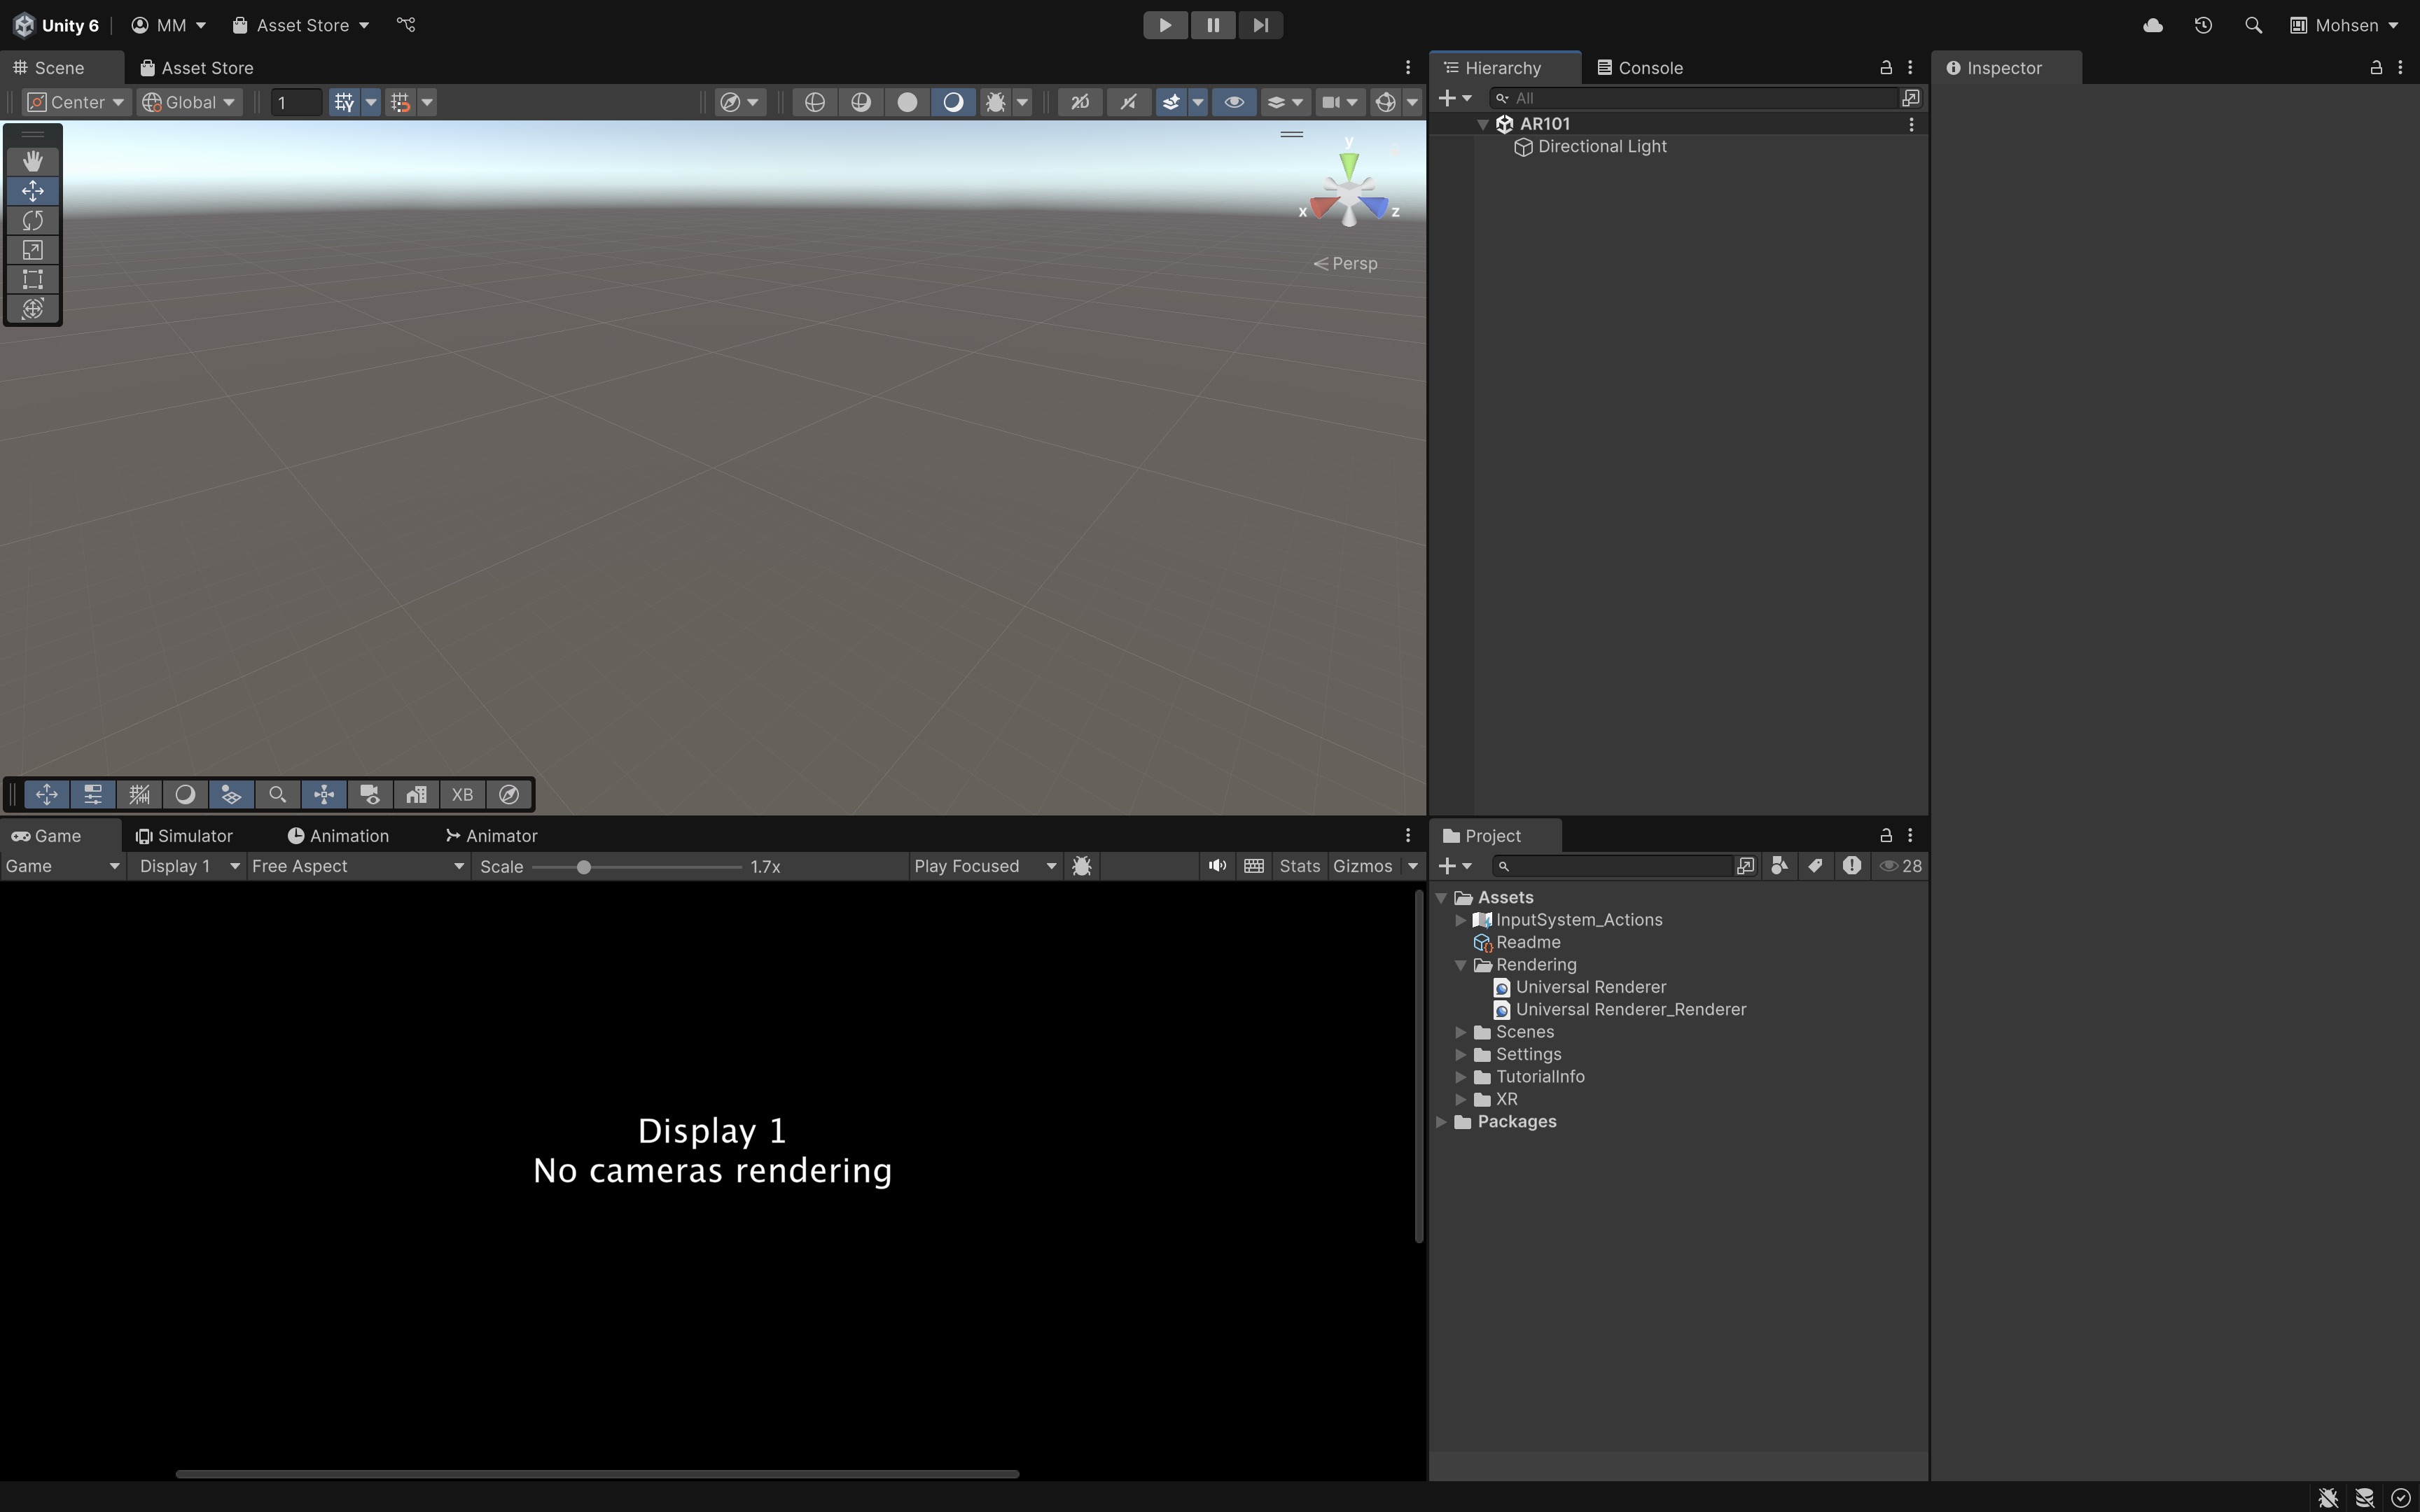 Unity 6 MM Asset Store Mohsen
Scene Asset Store
Center Global 1 2D
y
x z
Persp
XB
Hierarchy Console
All
AR101
Directional Light
Inspector
Game Simulator Animation Animator
Game Display 1 Free Aspect Scale 1.7x Play Focused Stats Gizmos
Display 1
No cameras rendering
Project
28
Assets
InputSystem_Actions
Readme
Rendering
Universal Renderer
Universal Renderer_Renderer
Scenes
Settings
TutorialInfo
XR
Packages